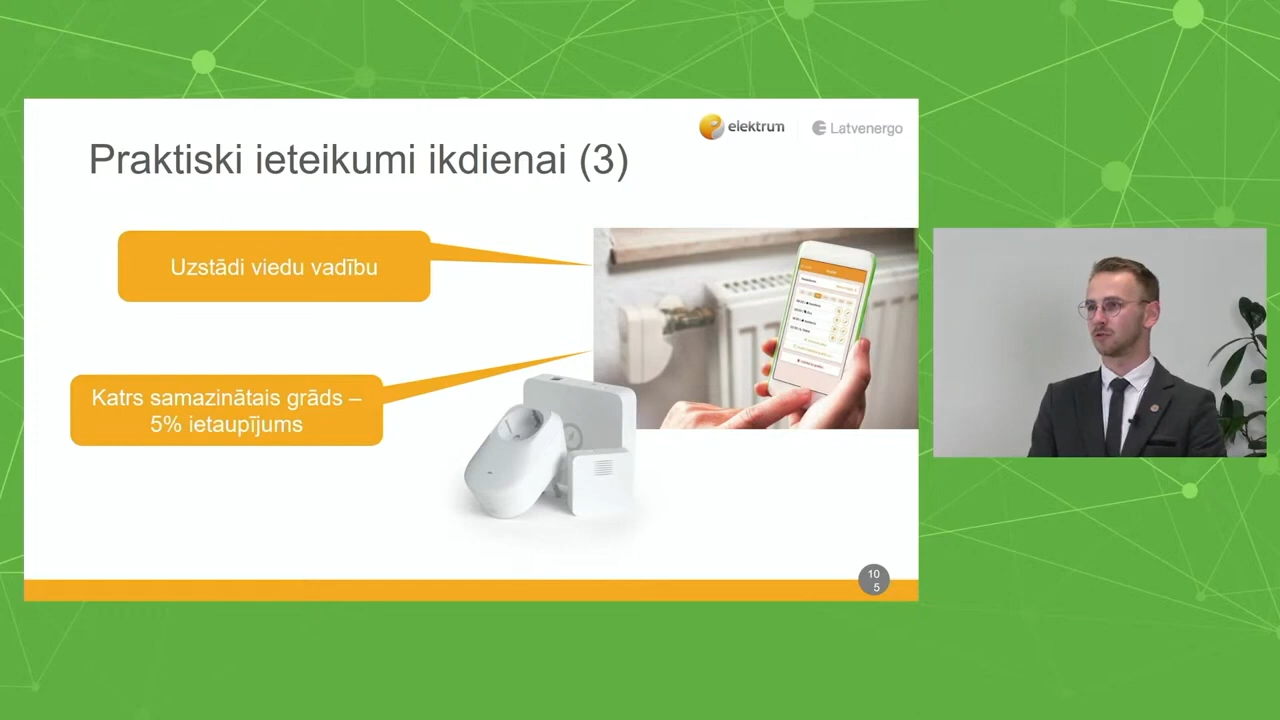 elektrum
Latvenergo
Praktiski ieteikumi ikdienai (3)
Uzstādi viedu vadību
Katrs samazinātais grāds –
5% ietaupījums
10
5